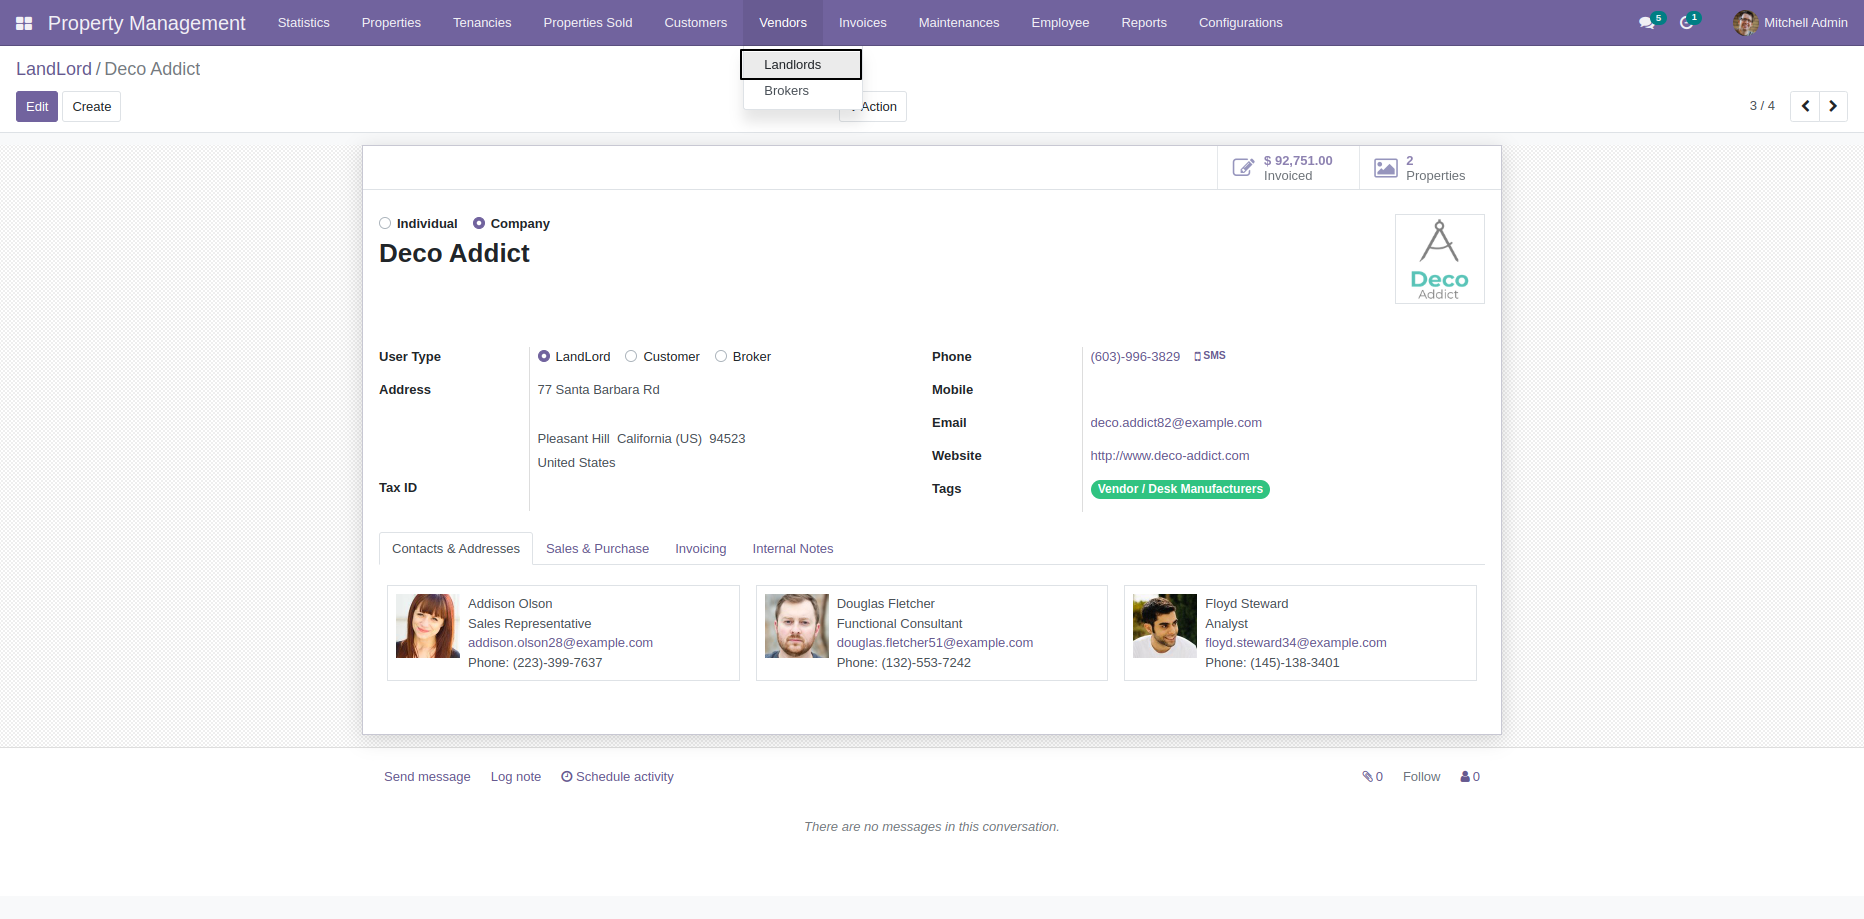 Property Management Statistics Properties Tenancies Properties Sold Customers Vendors Invoices Maintenances Employee Reports Configurations 5 1 Mitchell Admin
LandLord / Deco Addict
Landlords
Brokers
Edit Create Action 3 / 4
$ 92,751.00
Invoiced
2
Properties
Individual Company
Deco Addict
Deco
Addict
User Type LandLord Customer Broker
Address 77 Santa Barbara Rd
Pleasant Hill California (US) 94523
United States
Tax ID
Phone (603)-996-3829 SMS
Mobile
Email deco.addict82@example.com
Website http://www.deco-addict.com
Tags Vendor / Desk Manufacturers
Contacts & Addresses Sales & Purchase Invoicing Internal Notes
Addison Olson
Sales Representative
addison.olson28@example.com
Phone: (223)-399-7637
Douglas Fletcher
Functional Consultant
douglas.fletcher51@example.com
Phone: (132)-553-7242
Floyd Steward
Analyst
floyd.steward34@example.com
Phone: (145)-138-3401
Send message Log note Schedule activity 0 Follow 0
There are no messages in this conversation.